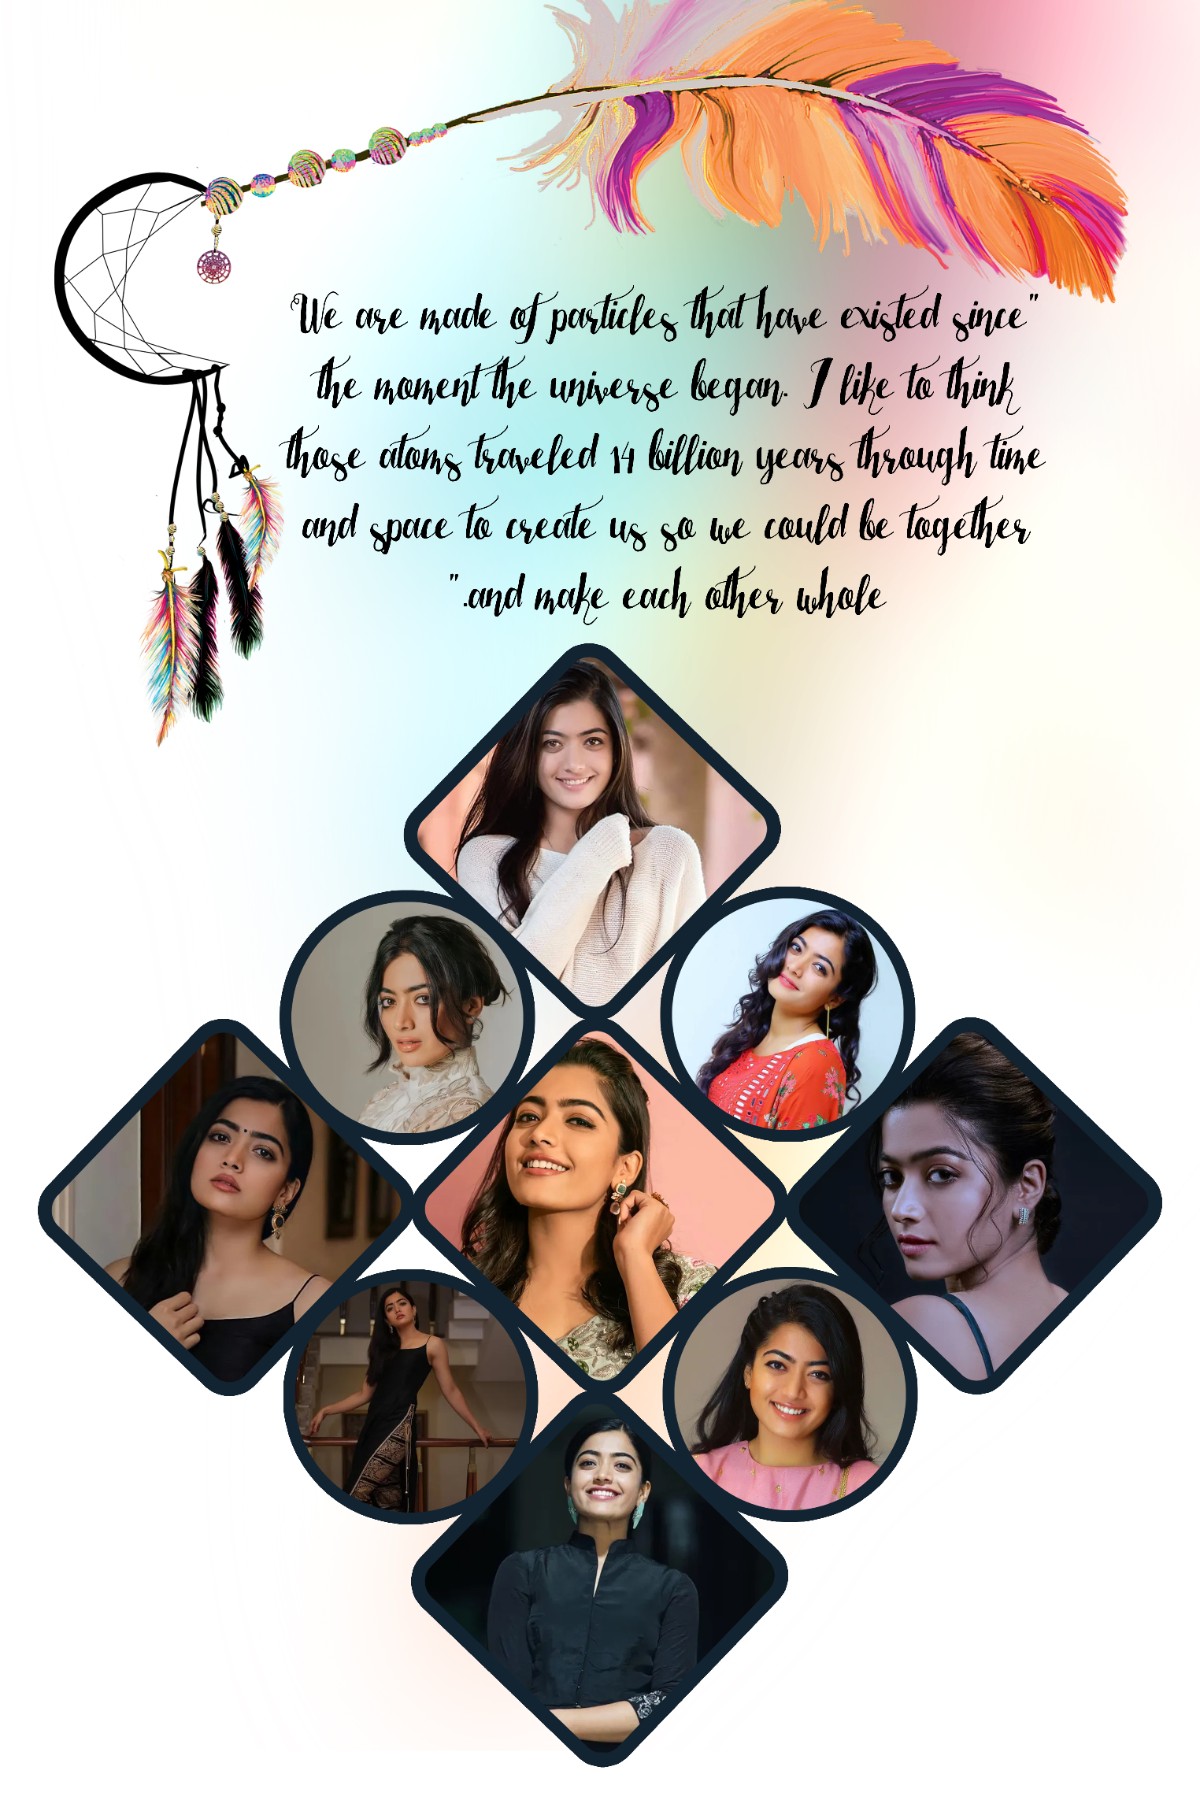 We are made of particles that have existed since"
the moment the universe began. I like to think
those atoms traveled 14 billion years through time
and space to create us so we could be together
".and make each other whole